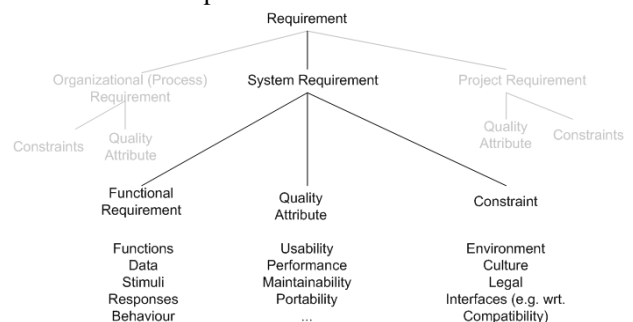 Requirement
Organizational (Process)
Requirement
System Requirement
Project Requirement
Constraints
Quality
Attribute
Quality
Attribute
Constraints
Functional
Requirement
Quality
Attribute
Constraint
Functions
Data
Stimuli
Responses
Behaviour
Usability
Performance
Maintainability
Portability
...
Environment
Culture
Legal
Interfaces (e.g. wrt.
Compatibility)